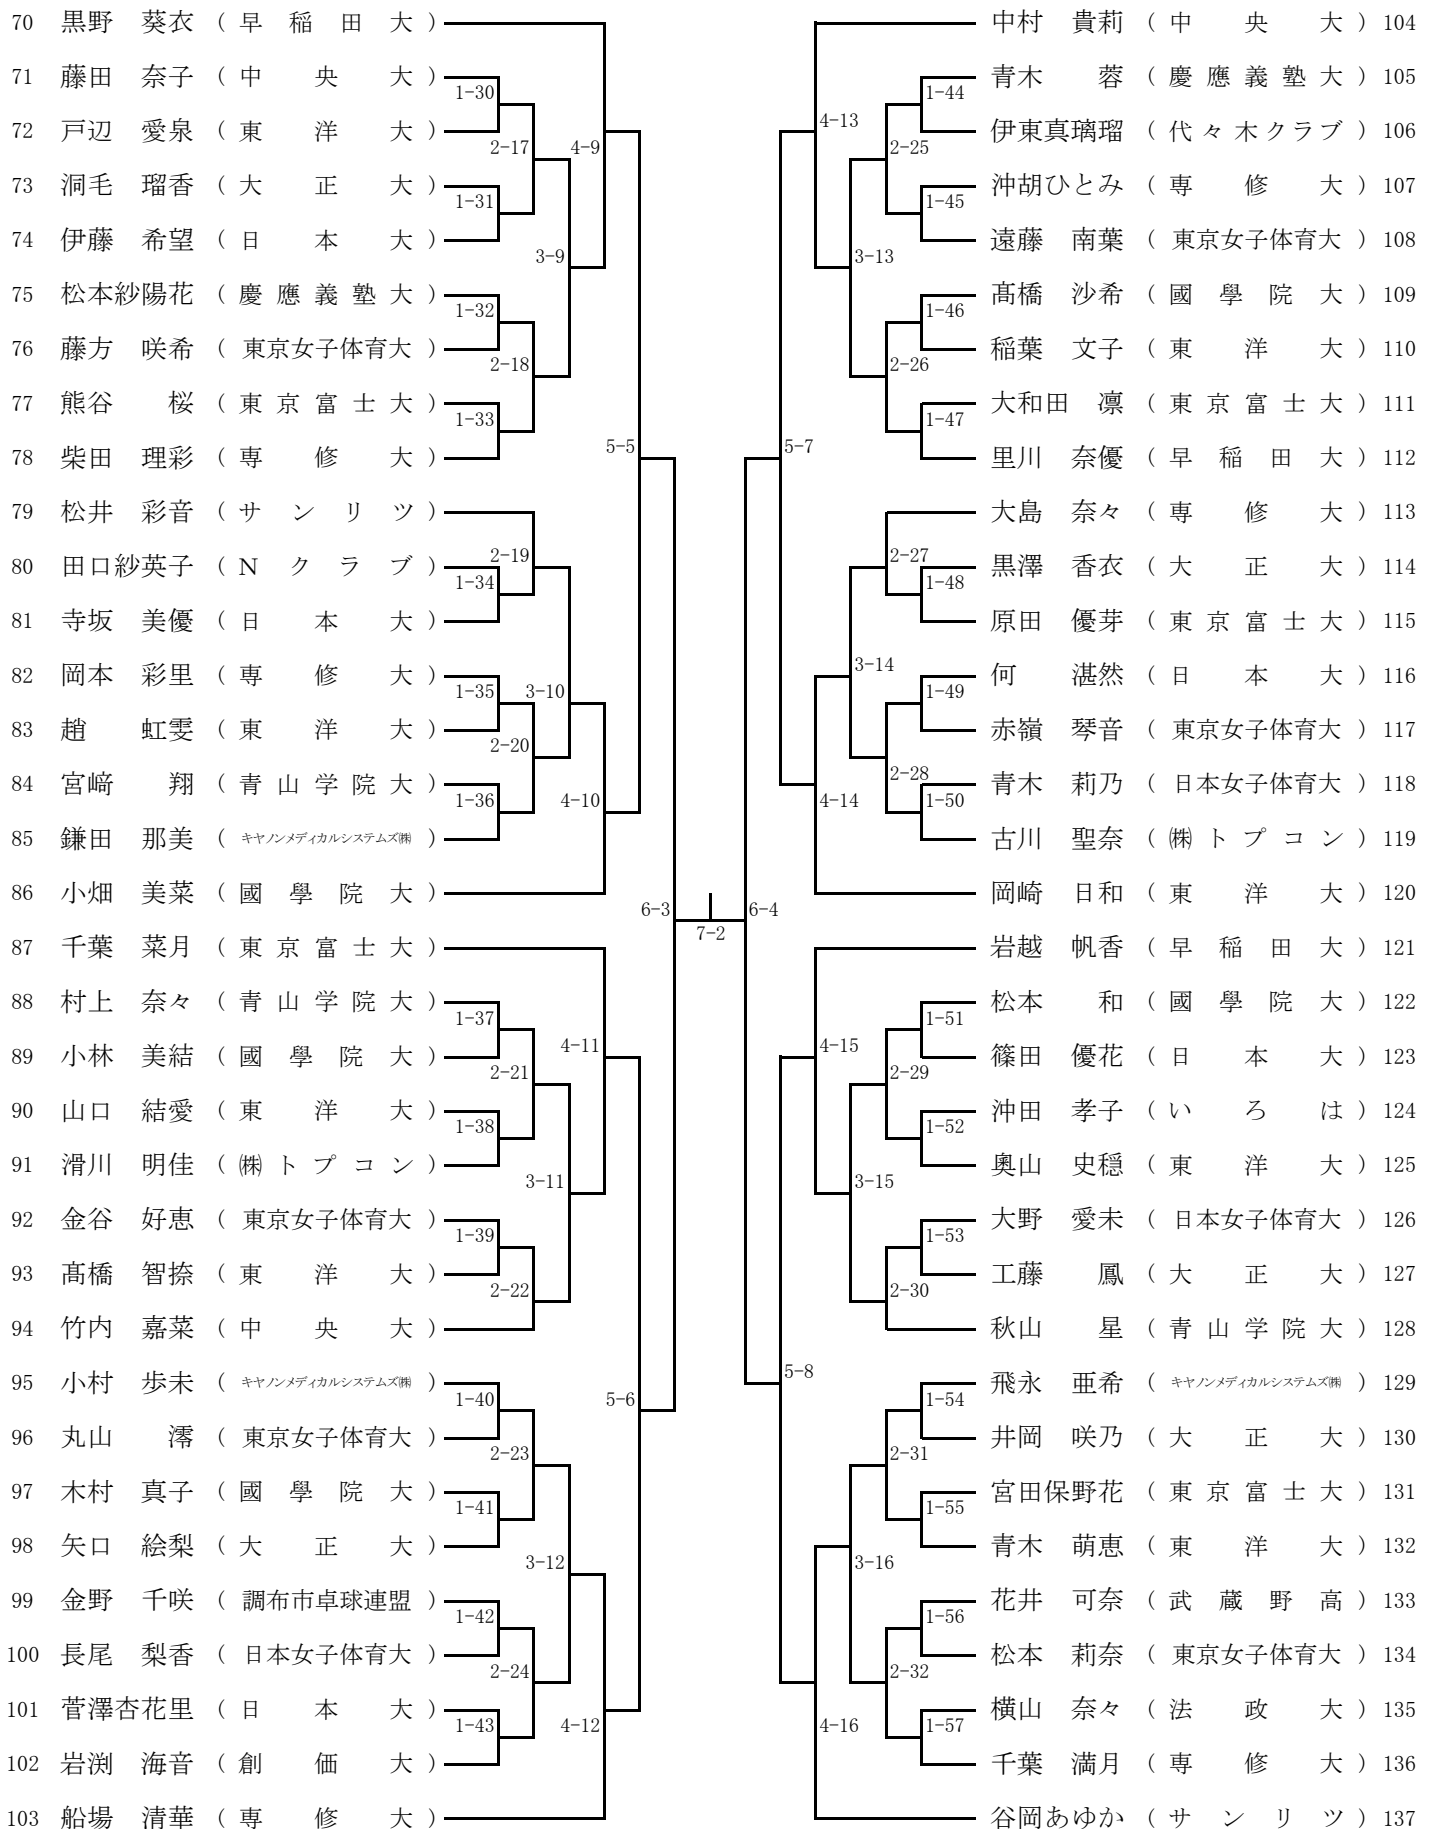 70 黒野 葵衣 ( 早 稲 田 大 )
71 藤田 奈子 ( 中 央 大 )
1-30
72 戸辺 愛泉 ( 東 洋 大 )
2-17
4-9
73 洞毛 瑠香 ( 大 正 大 )
1-31
74 伊藤 希望 ( 日 本 大 )
3-9
75 松本紗陽花 ( 慶 應 義 塾 大 )
1-32
76 藤方 咲希 ( 東京女子体育大 )
2-18
77 熊谷 桜 ( 東 京 富 士 大 )
1-33
78 柴田 理彩 ( 専 修 大 )
5-5
79 松井 彩音 ( サ ン リ ツ )
2-19
80 田口紗英子 ( N ク ラ ブ )
1-34
81 寺坂 美優 ( 日 本 大 )
82 岡本 彩里 ( 専 修 大 )
1-35
3-10
83 趙 虹雯 ( 東 洋 大 )
2-20
84 宮﨑 翔 ( 青 山 学 院 大 )
1-36
4-10
85 鎌田 那美 ( キヤノンメディカルシステムズ㈱ )
86 小畑 美菜 ( 國 學 院 大 )
6-3
7-2
87 千葉 菜月 ( 東 京 富 士 大 )
88 村上 奈々 ( 青 山 学 院 大 )
1-37
89 小林 美結 ( 國 學 院 大 )
4-11
2-21
90 山口 結愛 ( 東 洋 大 )
1-38
91 滑川 明佳 ( ㈱ ト プ コ ン )
3-11
92 金谷 好恵 ( 東京女子体育大 )
1-39
93 髙橋 智捺 ( 東 洋 大 )
2-22
94 竹内 嘉菜 ( 中 央 大 )
95 小村 歩未 ( キヤノンメディカルシステムズ㈱ )
1-40
5-6
96 丸山 澪 ( 東京女子体育大 )
2-23
97 木村 真子 ( 國 學 院 大 )
1-41
98 矢口 絵梨 ( 大 正 大 )
3-12
99 金野 千咲 ( 調布市卓球連盟 )
1-42
100 長尾 梨香 ( 日本女子体育大 )
2-24
101 菅澤杏花里 ( 日 本 大 )
1-43
4-12
102 岩渕 海音 ( 創 価 大 )
103 船場 清華 ( 専 修 大 )
中村 貴莉 ( 中 央 大 ) 104
青木 蓉 ( 慶 應 義 塾 大 ) 105
1-44
4-13
伊東真璃瑠 ( 代 々 木 ク ラ ブ ) 106
2-25
沖胡ひとみ ( 専 修 大 ) 107
1-45
遠藤 南葉 ( 東京女子体育大 ) 108
3-13
髙橋 沙希 ( 國 學 院 大 ) 109
1-46
稲葉 文子 ( 東 洋 大 ) 110
2-26
大和田 凛 ( 東 京 富 士 大 ) 111
1-47
5-7
里川 奈優 ( 早 稲 田 大 ) 112
大島 奈々 ( 専 修 大 ) 113
2-27
黒澤 香衣 ( 大 正 大 ) 114
1-48
原田 優芽 ( 東 京 富 士 大 ) 115
3-14
何 湛然 ( 日 本 大 ) 116
1-49
赤嶺 琴音 ( 東京女子体育大 ) 117
2-28
青木 莉乃 ( 日本女子体育大 ) 118
4-14
1-50
古川 聖奈 ( ㈱ ト プ コ ン ) 119
岡崎 日和 ( 東 洋 大 ) 120
6-4
岩越 帆香 ( 早 稲 田 大 ) 121
松本 和 ( 國 學 院 大 ) 122
1-51
4-15
篠田 優花 ( 日 本 大 ) 123
2-29
沖田 孝子 ( い ろ は ) 124
1-52
奥山 史穏 ( 東 洋 大 ) 125
3-15
大野 愛未 ( 日本女子体育大 ) 126
1-53
工藤 鳳 ( 大 正 大 ) 127
2-30
秋山 星 ( 青 山 学 院 大 ) 128
5-8
飛永 亜希 ( キヤノンメディカルシステムズ㈱ ) 129
1-54
井岡 咲乃 ( 大 正 大 ) 130
2-31
宮田保野花 ( 東 京 富 士 大 ) 131
1-55
青木 萌恵 ( 東 洋 大 ) 132
3-16
花井 可奈 ( 武 蔵 野 高 ) 133
1-56
松本 莉奈 ( 東京女子体育大 ) 134
2-32
横山 奈々 ( 法 政 大 ) 135
4-16
1-57
千葉 満月 ( 専 修 大 ) 136
谷岡あゆか ( サ ン リ ツ ) 137